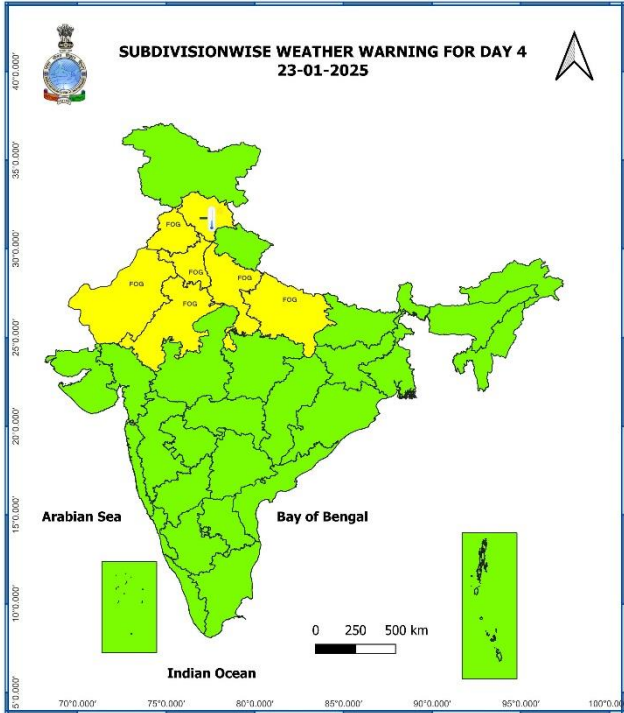 SUBDIVISIONWISE WEATHER WARNING FOR DAY 4
23-01-2025
40°0.000'
35°0.000'
30°0.000'
25°0.000'
20°0.000'
15°0.000'
10°0.000'
5°0.000'
FOG
FOG
FOG
FOG
FOG
FOG
Arabian Sea
Bay of Bengal
0 250 500 km
Indian Ocean
70°0.000' 75°0.000' 80°0.000' 85°0.000' 90°0.000' 95°0.000' 100°0.0